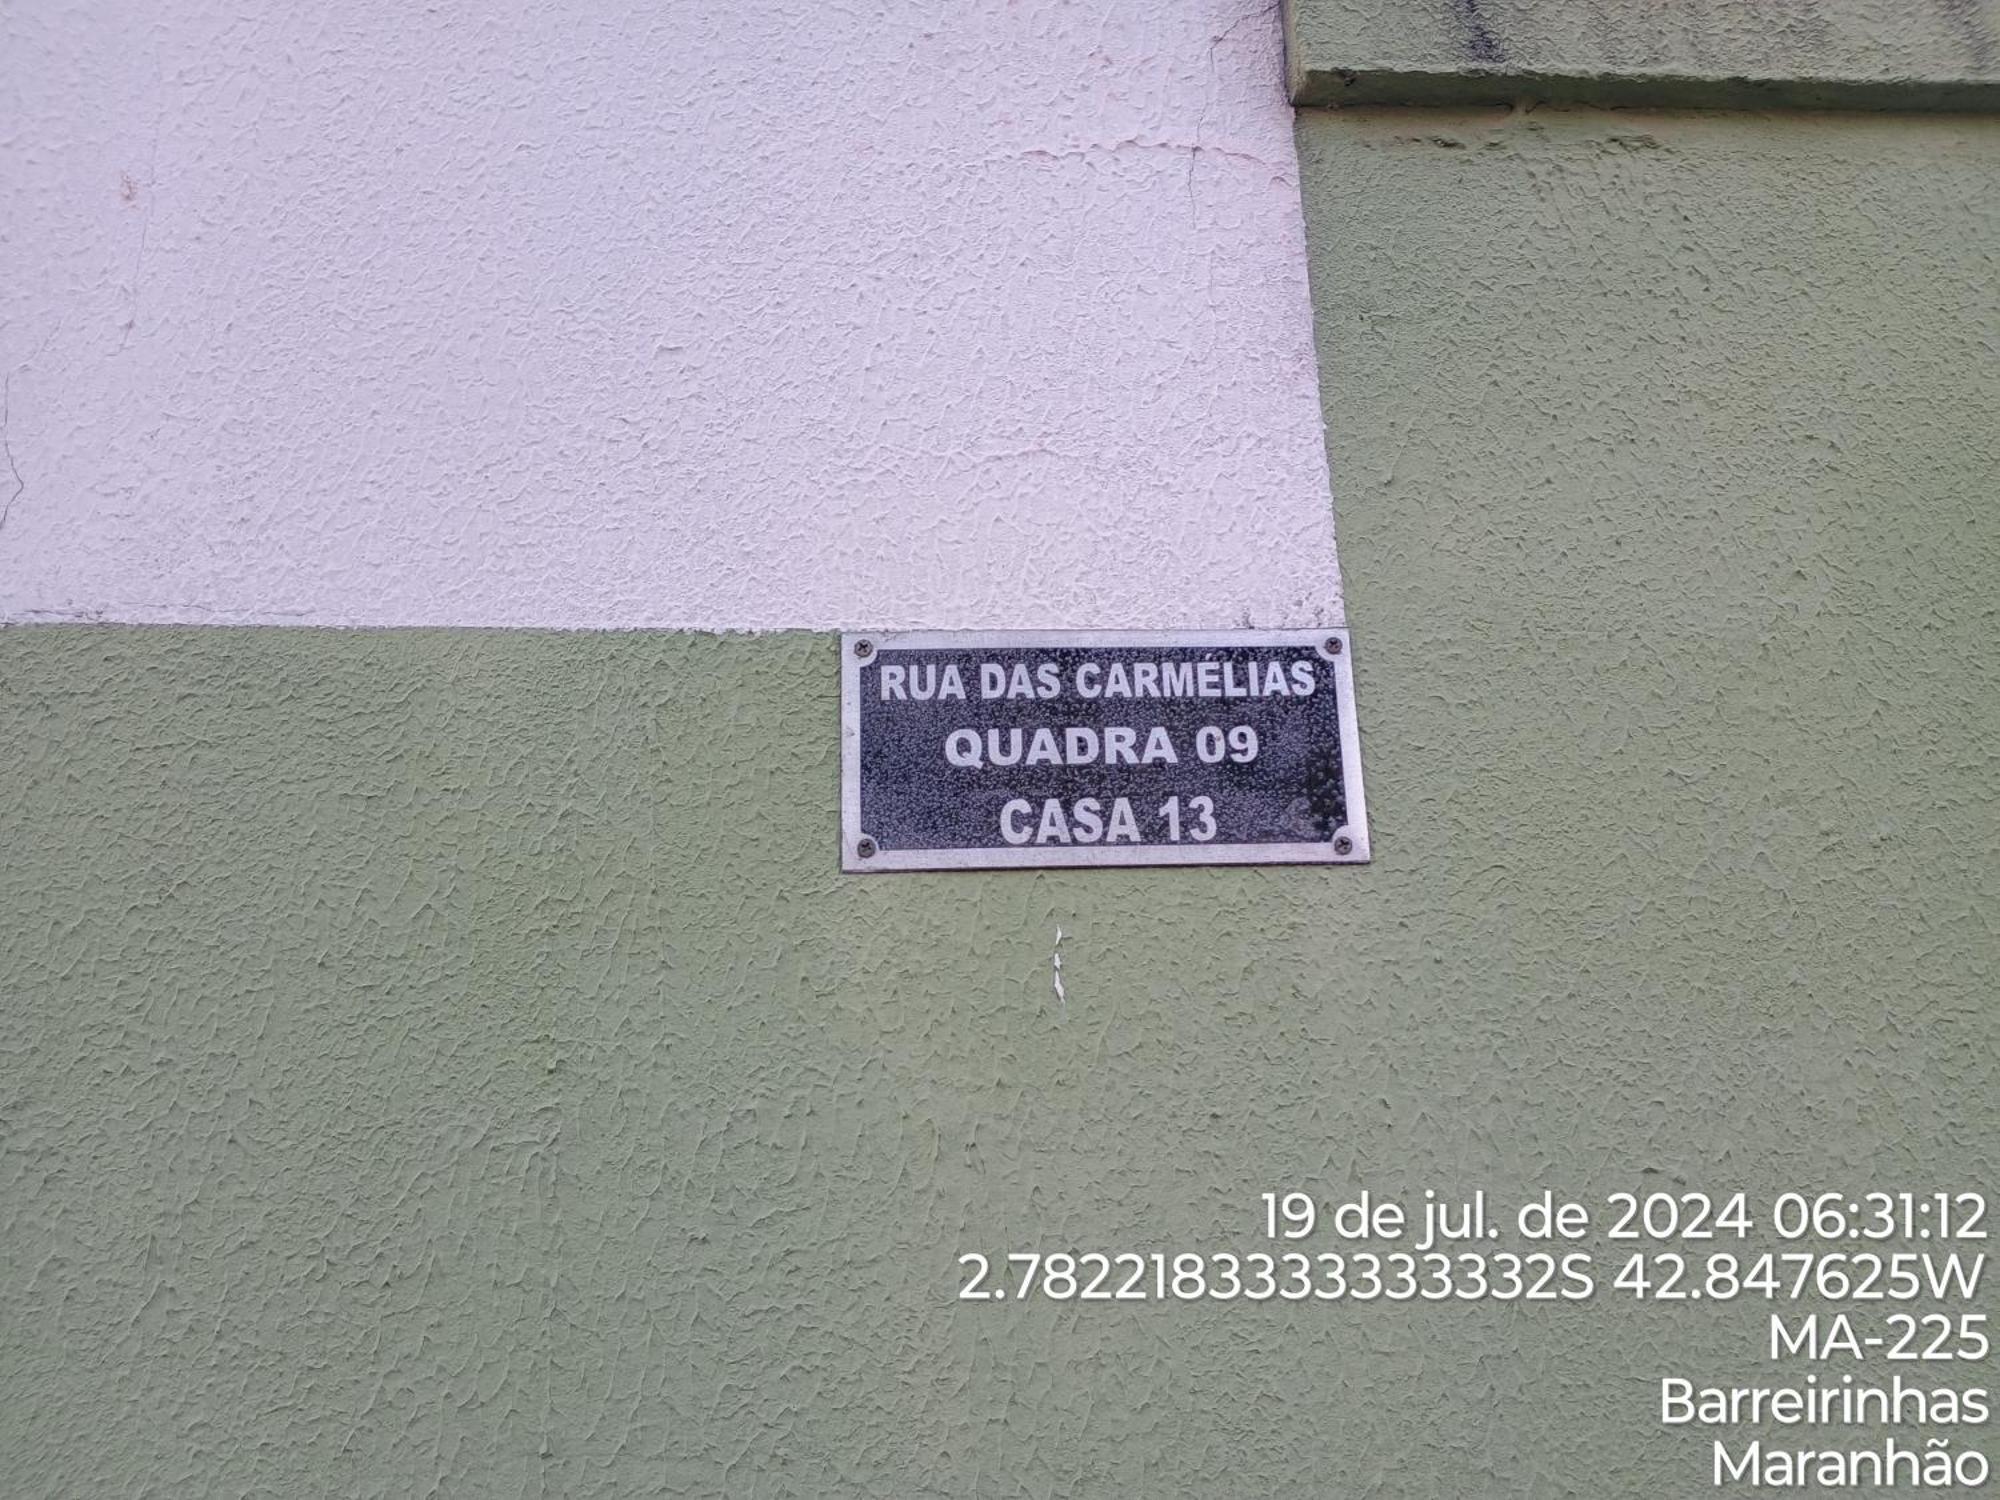 RUA DAS CARMÉLIAS
QUADRA 09
CASA 13
19 de jul. de 2024 06:31:12
2.7822183333333332S 42.847625W
MA-225
Barreirinhas
Maranhão